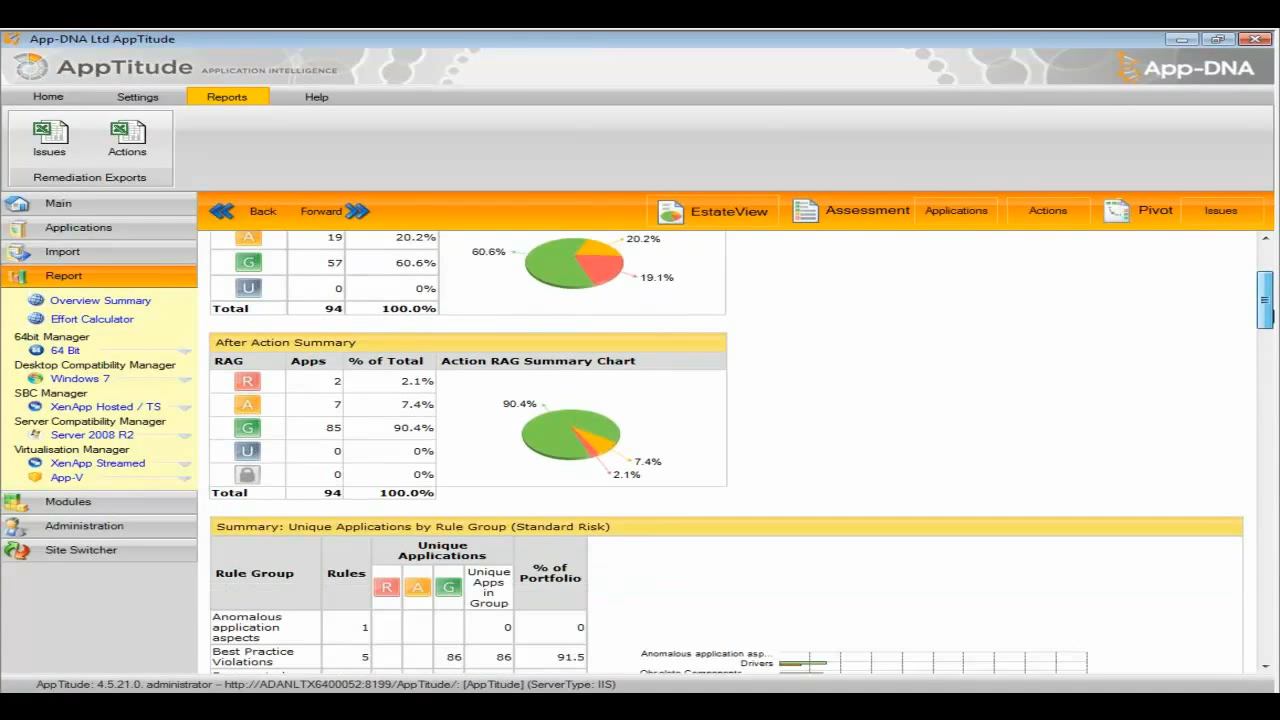 App-DNA Ltd AppTitude
AppTitude APPLICATION INTELLIGENCE
App-DNA
Home Settings Reports Help
Issues Actions
Remediation Exports
Main
Applications
Import
Report
Overview Summary
Effort Calculator
64bit Manager
64 Bit
Desktop Compatibility Manager
Windows 7
SBC Manager
XenApp Hosted / TS
Server Compatibility Manager
Server 2008 R2
Virtualisation Manager
XenApp Streamed
App-V
Modules
Administration
Site Switcher
Back Forward EstateView Assessment Applications Actions Pivot Issues
A 19 20.2%
G 57 60.6%
U 0 0%
Total 94 100.0%
20.2%
60.6%
19.1%
After Action Summary
RAG Apps % of Total Action RAG Summary Chart
R 2 2.1%
A 7 7.4%
G 85 90.4%
U 0 0%
0 0%
Total 94 100.0%
90.4%
7.4%
2.1%
Summary: Unique Applications by Rule Group (Standard Risk)
Rule Group Rules Unique Applications % of Portfolio
R A G Unique Apps in Group
Anomalous application aspects 1 0 0
Best Practice Violations 5 86 86 91.5
Anomalous application asp...
Drivers
AppTitude: 4.5.21.0. administrator – http://ADANLTX6400052:8199/AppTitude/: [AppTitude] (ServerType: IIS)